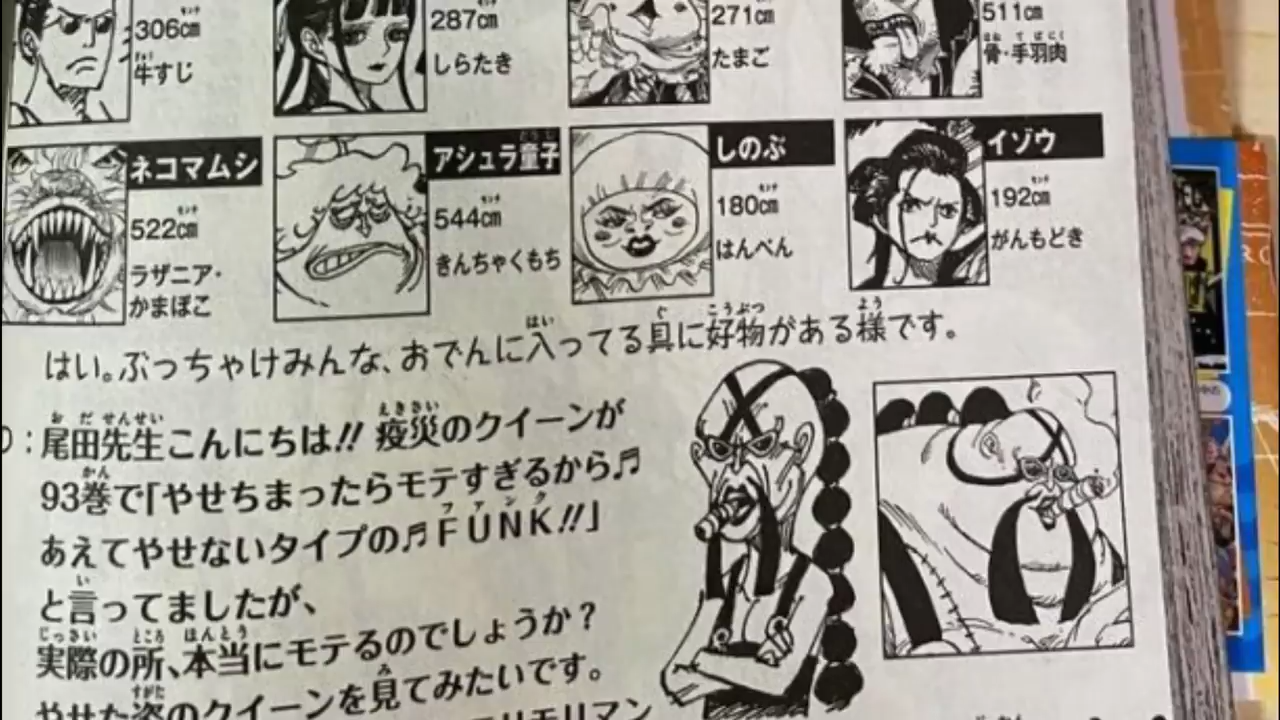 306cm
牛すじ
287cm
しらたき
271cm
たまご
511cm
骨・手羽肉
ネコマムシ
522cm
ラザニア・
かまぼこ
アシュラ童子
544cm
きんちゃくもち
しのぶ
180cm
はんぺん
イゾウ
192cm
がんもどき
はい。ぶっちゃけみんな、おでんに入ってる具に好物がある様です。
:尾田先生こんにちは!! 疫災のクイーンが
93巻で「やせちまったらモテすぎるから♬
あえてやせないタイプの♬FUNK!!」
と言ってましたが、
実際の所、本当にモテるのでしょうか?
やせた姿のクイーンを見てみたいです。